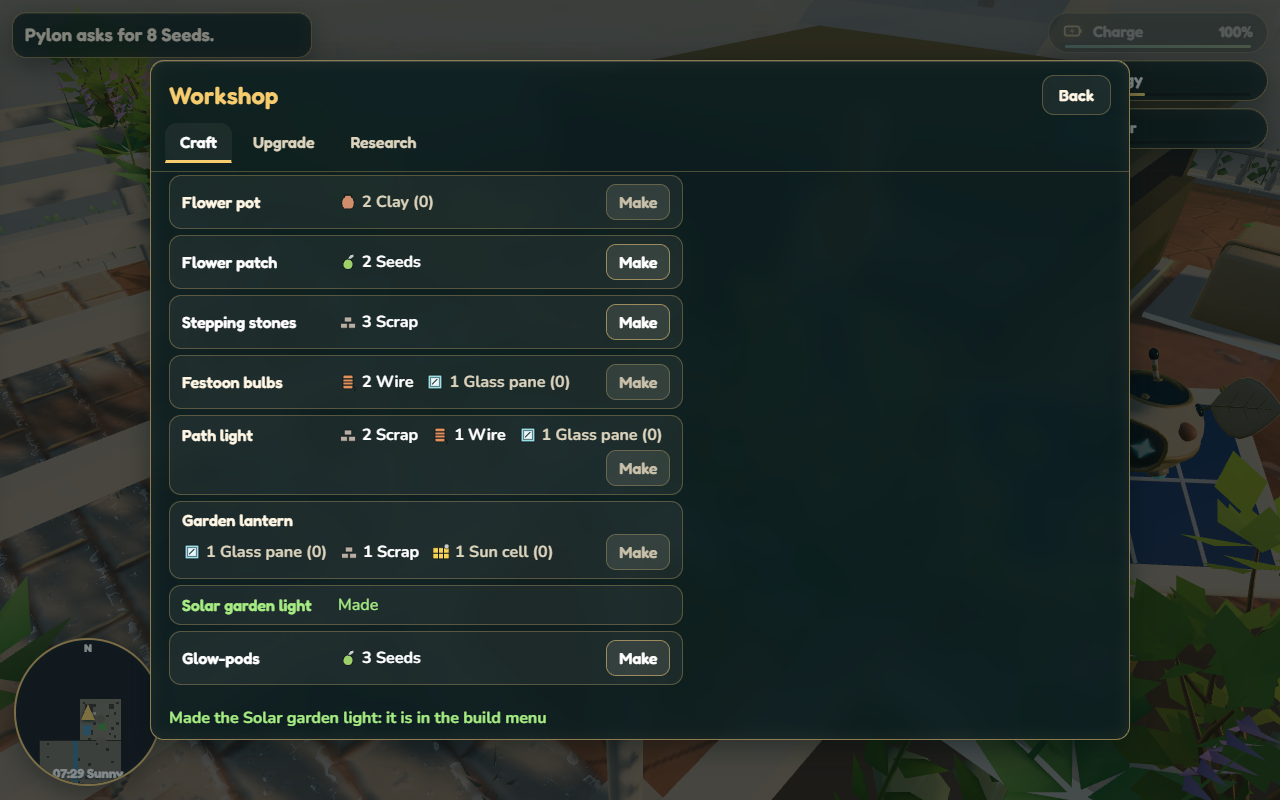 Pylon asks for 8 Seeds.
Charge 100%
Workshop
Back
Craft Upgrade Research
Flower pot 2 Clay (0) Make
Flower patch 2 Seeds Make
Stepping stones 3 Scrap Make
Festoon bulbs 2 Wire 1 Glass pane (0) Make
Path light 2 Scrap 1 Wire 1 Glass pane (0)
Make
Garden lantern
1 Glass pane (0) 1 Scrap 1 Sun cell (0) Make
Solar garden light Made
Glow-pods 3 Seeds Make
Made the Solar garden light: it is in the build menu
N
07:29 Sunny